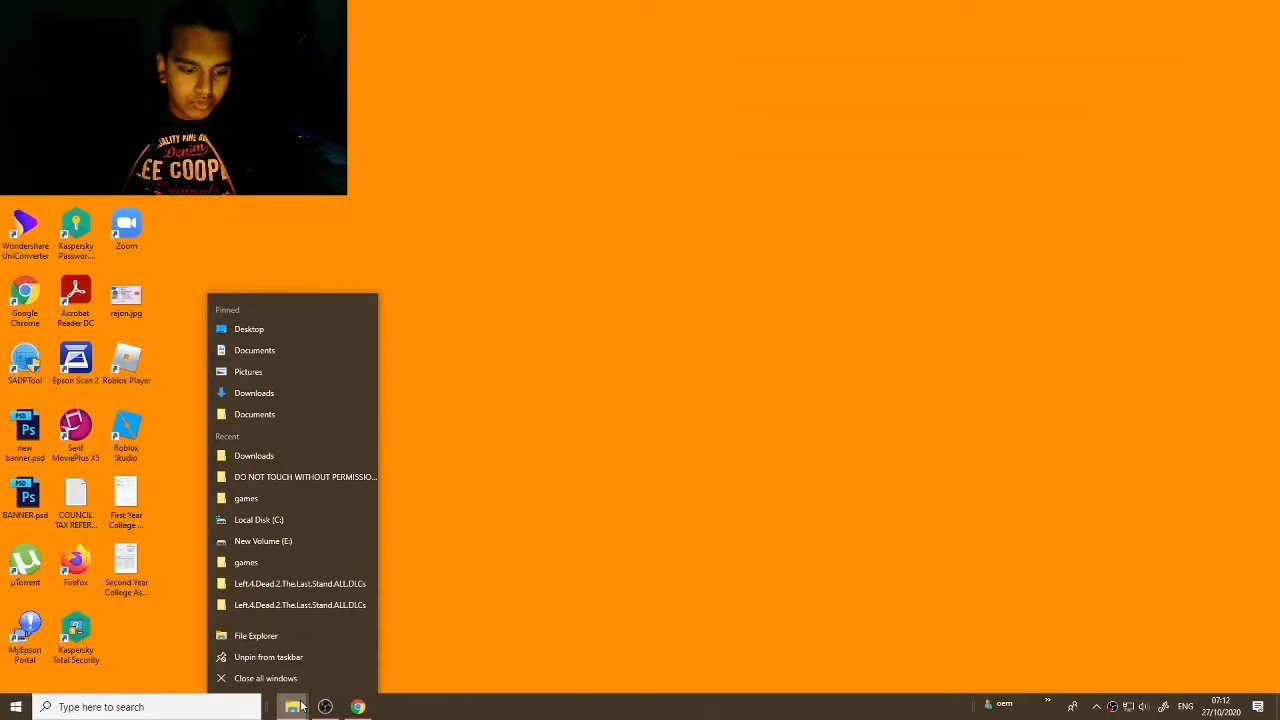 Denim
LEE COOP
Original
Wondershare
UniConverter
Kaspersky
Passwor...
Zoom
Google
Chrome
Acrobat
Reader DC
rajon.jpg
SADPTool
Epson Scan 2
Roblox Player
new
banner.psd
Serif
MoviePlus X5
Roblox
Studio
BANNER.psd
COUNCIL
TAX REFER...
First Year
College ...
µTorrent
Firefox
Second Year
College As...
MyEpson
Portal
Kaspersky
Total Security
Pinned
Desktop
Documents
Pictures
Downloads
Documents
Recent
Downloads
DO NOT TOUCH WITHOUT PERMISSIO...
games
Local Disk (C:)
New Volume (E:)
games
Left.4.Dead.2.The.Last.Stand.ALL.DLCs
Left.4.Dead.2.The.Last.Stand.ALL.DLCs
File Explorer
Unpin from taskbar
Close all windows
Type here to search
oem
ENG
07:12
27/10/2020